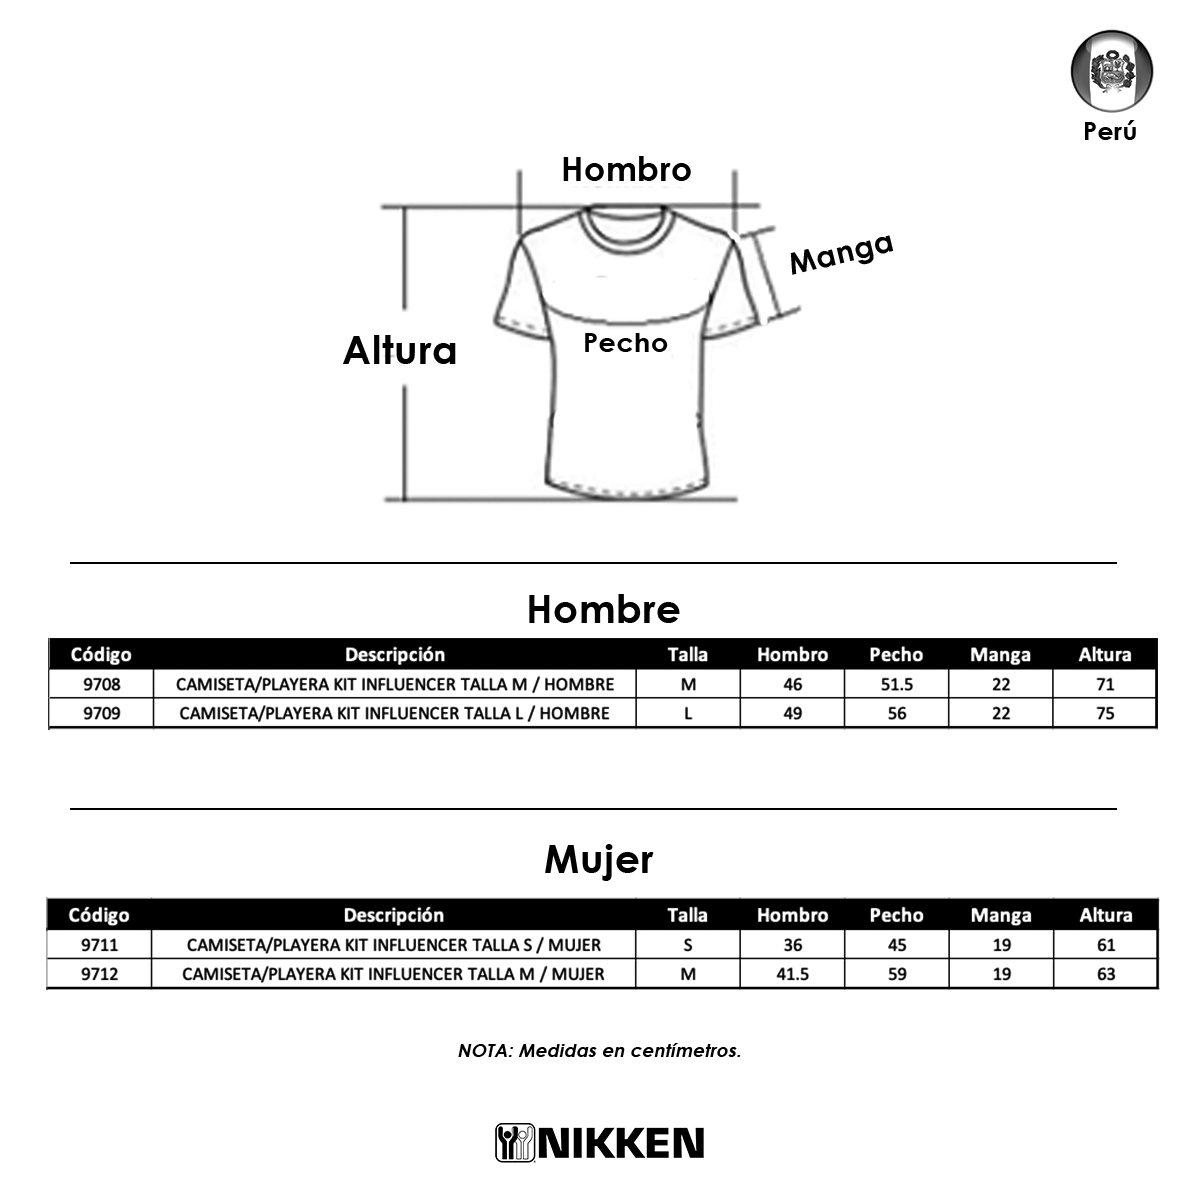 Perú
Hombro
Manga
Pecho
Altura
Hombre
Código Descripción Talla Hombro Pecho Manga Altura
9708 CAMISETA/PLAYERA KIT INFLUENCER TALLA M / HOMBRE M 46 51.5 22 71
9709 CAMISETA/PLAYERA KIT INFLUENCER TALLA L / HOMBRE L 49 56 22 75
Mujer
Código Descripción Talla Hombro Pecho Manga Altura
9711 CAMISETA/PLAYERA KIT INFLUENCER TALLA S / MUJER S 36 45 19 61
9712 CAMISETA/PLAYERA KIT INFLUENCER TALLA M / MUJER M 41.5 59 19 63
NOTA: Medidas en centímetros.
NIKKEN